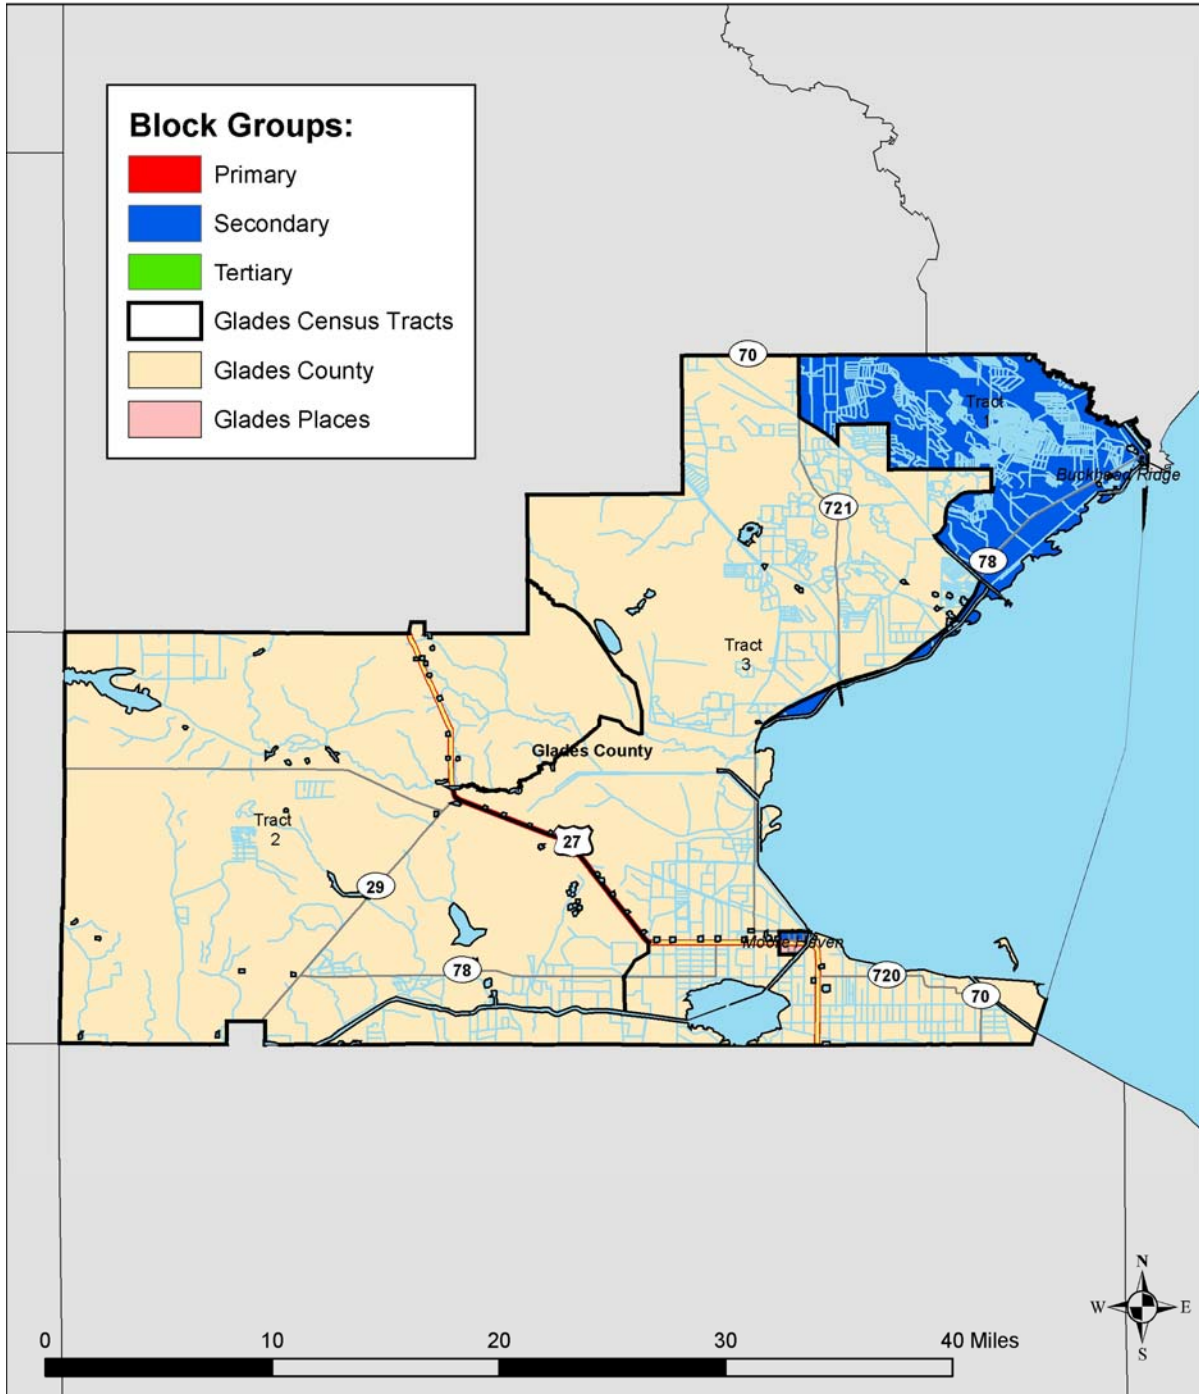 Block Groups:
Primary
Secondary
Tertiary
Glades Census Tracts
Glades County
Glades Places
70
Tract
1
Buckhead Ridge
721
78
Tract
3
Glades County
Tract
2
27
29
Moore Haven
78
720
70
N
W E
S
0 10 20 30 40 Miles